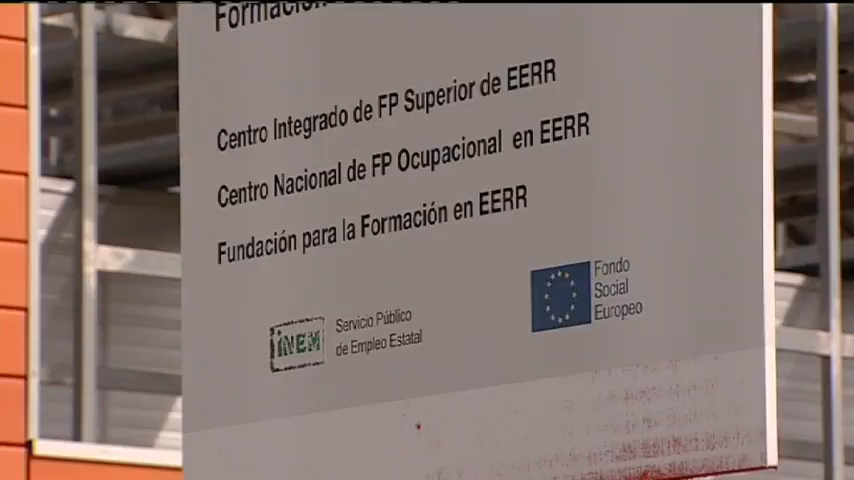 Formación
Centro Integrado de FP Superior de EERR
Centro Nacional de FP Ocupacional en EERR
Fundación para la Formación en EERR
INEM
Servicio Público
de Empleo Estatal
Fondo
Social
Europeo